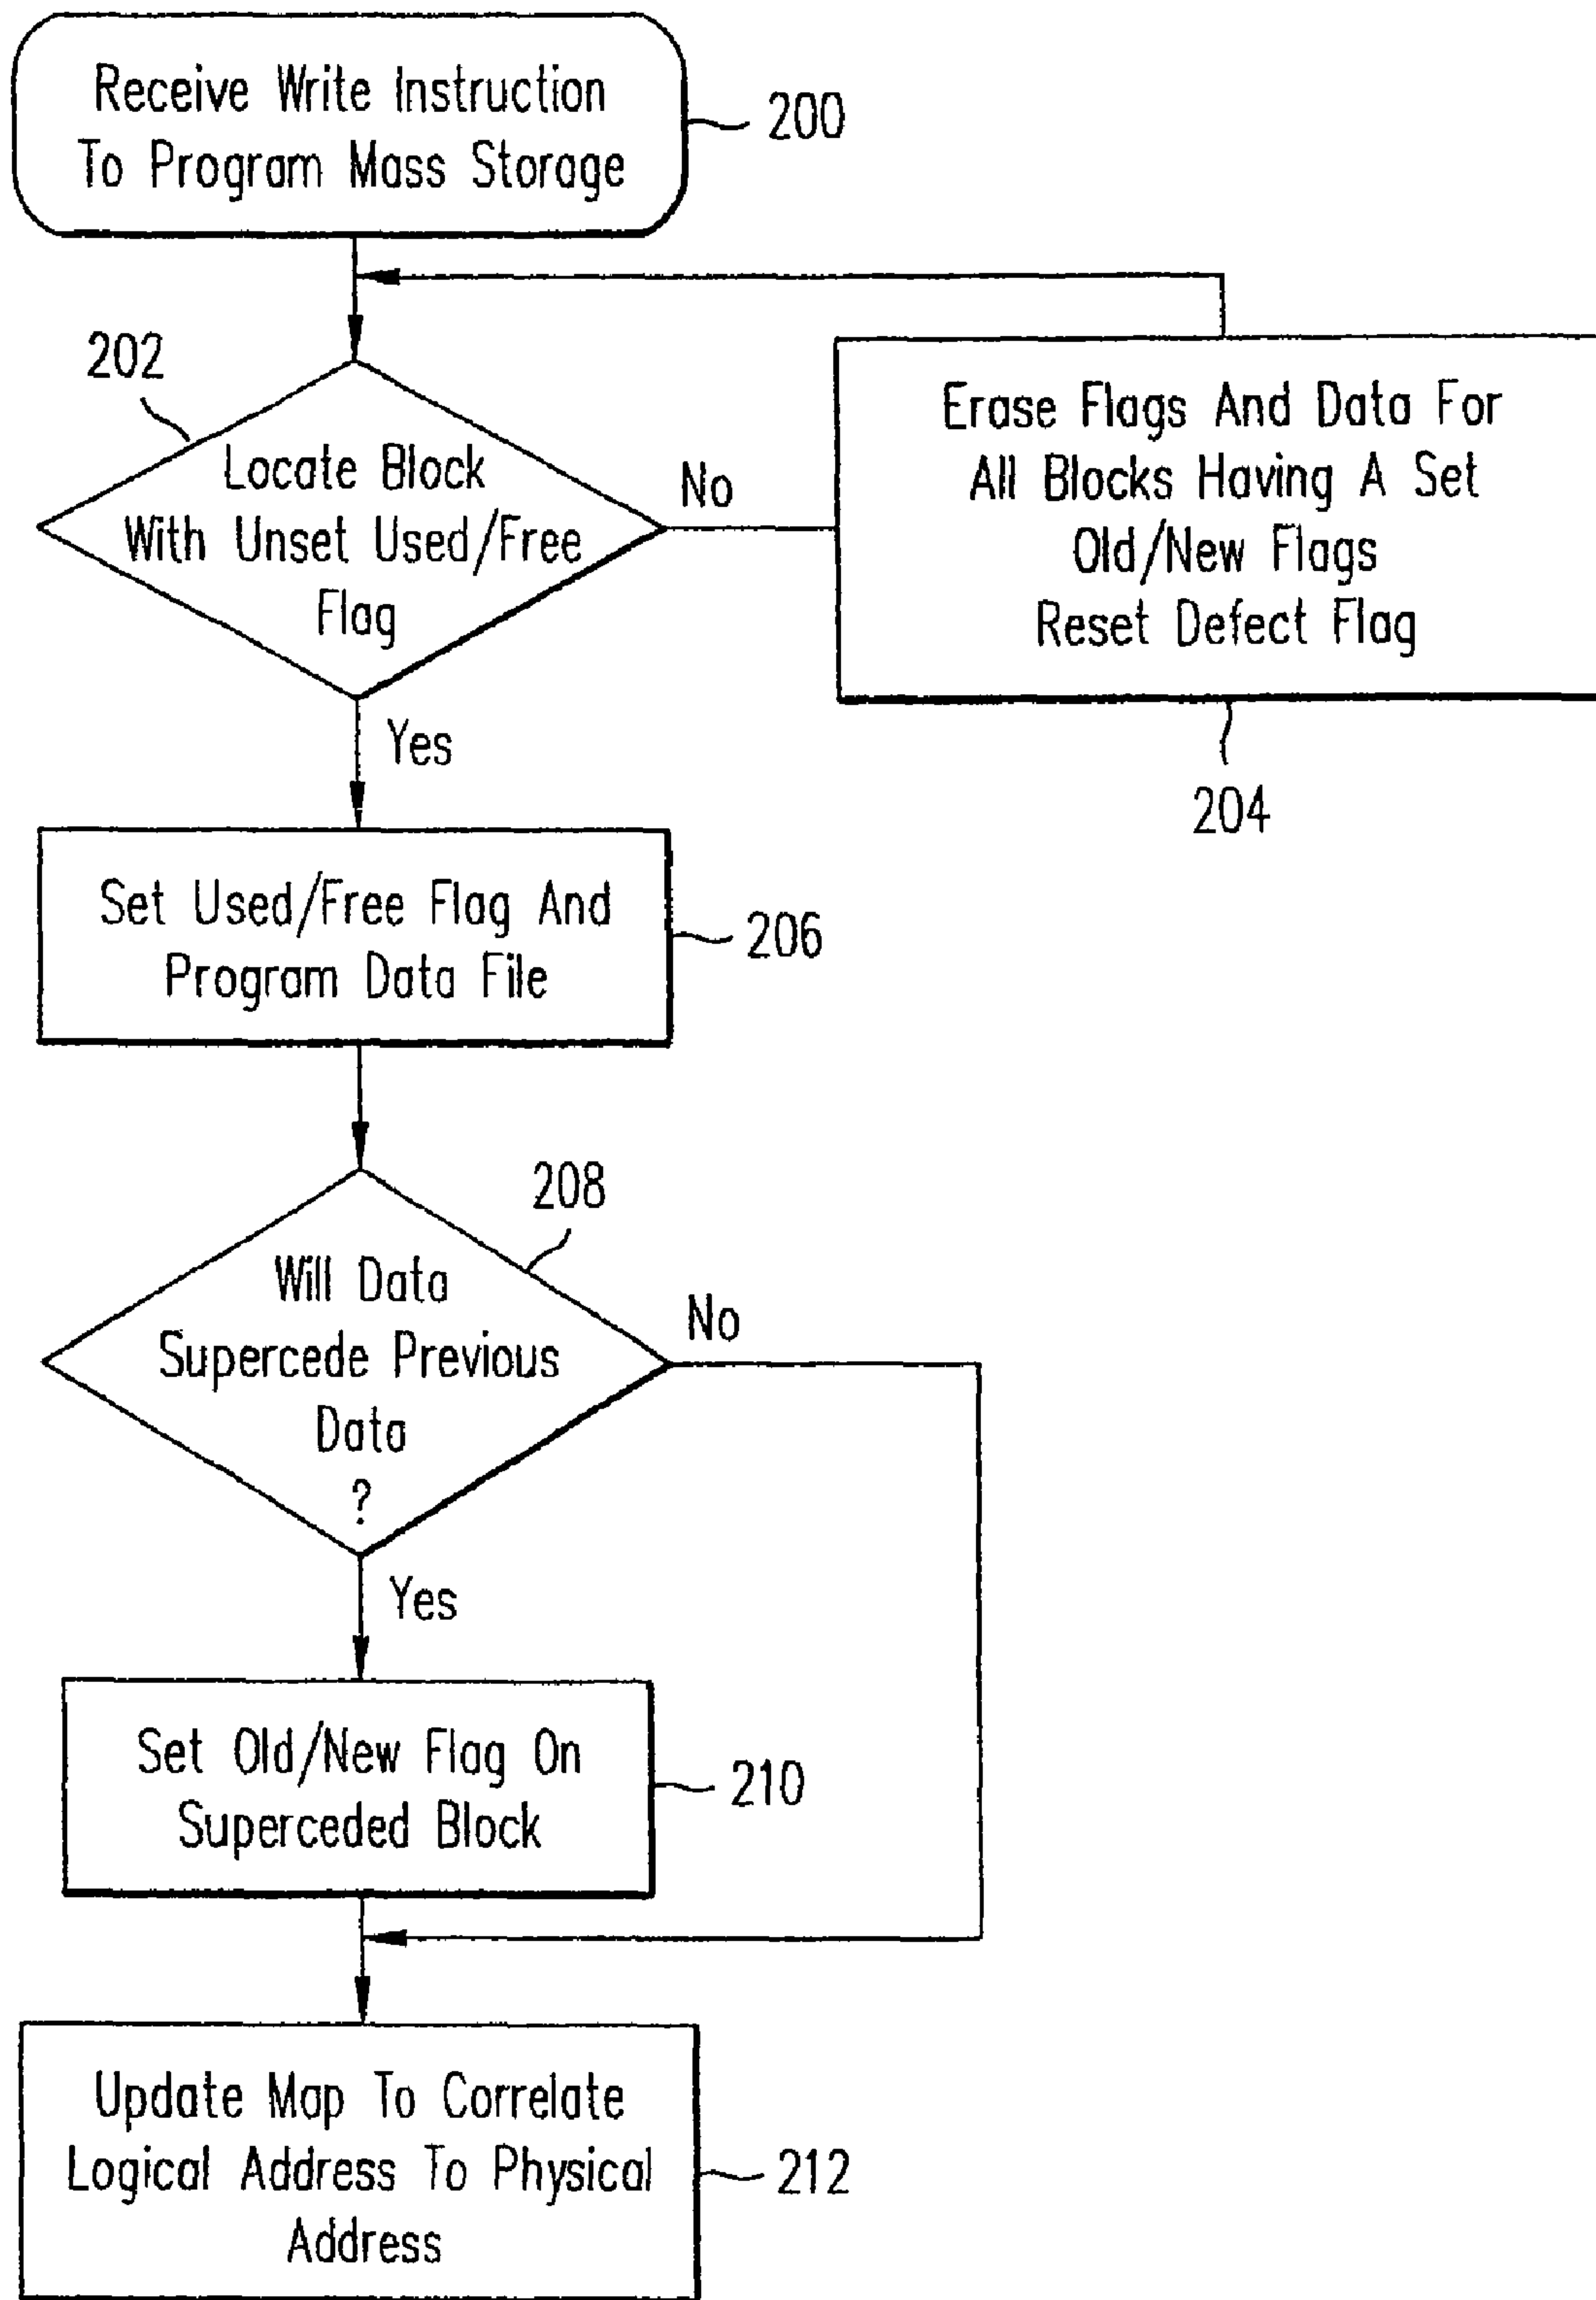 Receive Write Instruction
To Program Mass Storage
200
202
Locate Block
With Unset Used/Free
Flag
No
Erase Flags And Data For
All Blocks Having A Set
Old/New Flags
Reset Defect Flag
204
Yes
Set Used/Free Flag And
Program Data File
206
208
Will Data
Supercede Previous
Data
?
No
Yes
Set Old/New Flag On
Superceded Block
210
Update Map To Correlate
Logical Address To Physical
Address
212